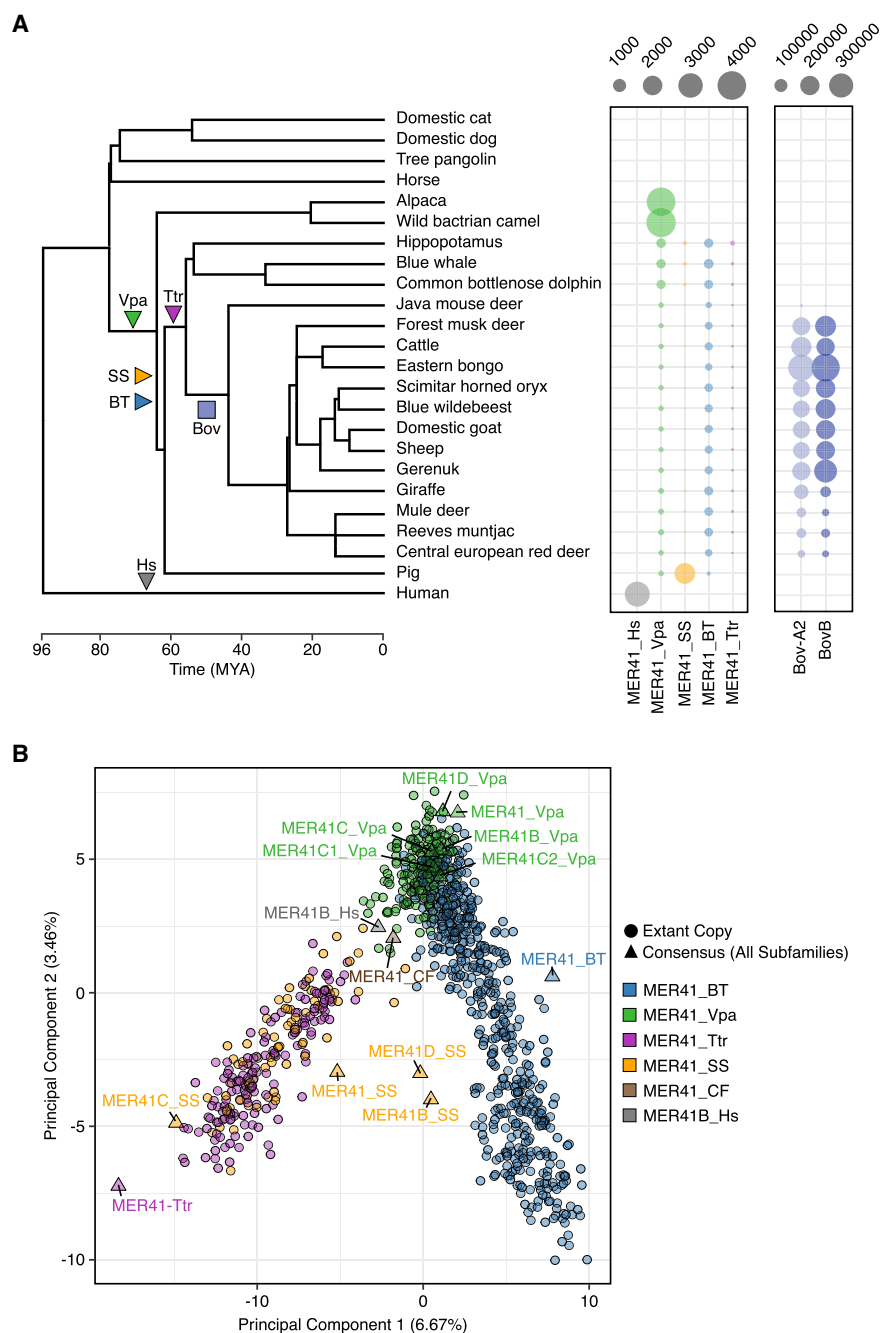 A
1000
2000
3000
4000
100000
200000
300000
Domestic cat
Domestic dog
Tree pangolin
Horse
Alpaca
Wild bactrian camel
Hippopotamus
Blue whale
Common bottlenose dolphin
Java mouse deer
Forest musk deer
Cattle
Eastern bongo
Scimitar horned oryx
Blue wildebeest
Domestic goat
Sheep
Gerenuk
Giraffe
Mule deer
Reeves muntjac
Central european red deer
Pig
Human
Vpa
Ttr
SS
BT
Bov
Hs
96 80 60 40 20 0
Time (MYA)
MER41_Hs
MER41_Vpa
MER41_SS
MER41_BT
MER41_Ttr
Bov-A2
BovB
B
MER41D_Vpa
MER41_Vpa
MER41C_Vpa
MER41B_Vpa
MER41C1_Vpa
MER41C2_Vpa
MER41B_Hs
MER41_CF
MER41_BT
MER41D_SS
MER41_SS
MER41B_SS
MER41C_SS
MER41-Ttr
5
0
-5
-10
Principal Component 2 (3.46%)
-10 0 10
Principal Component 1 (6.67%)
Extant Copy
Consensus (All Subfamilies)
MER41_BT
MER41_Vpa
MER41_Ttr
MER41_SS
MER41_CF
MER41B_Hs